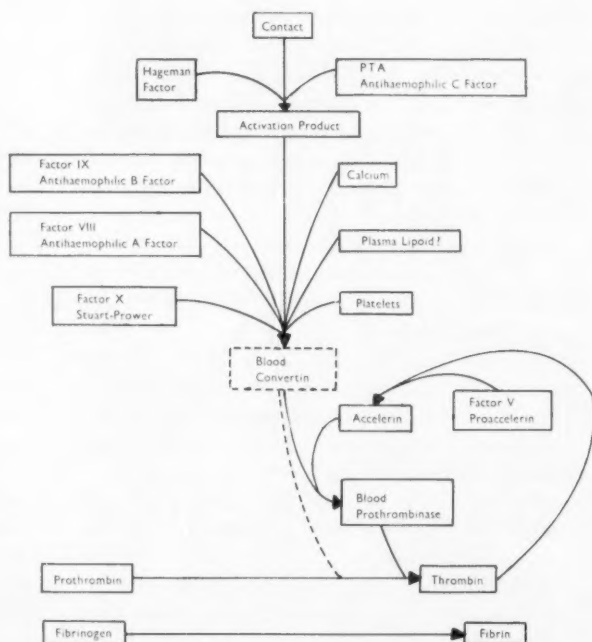 Contact
Hageman
Factor
PTA
Antihaemophilic C Factor
Activation Product
Factor IX
Antihaemophilic B Factor
Calcium
Factor VIII
Antihaemophilic A Factor
Plasma Lipoid?
Factor X
Stuart-Prower
Platelets
Blood
Convertin
Accelerin
Factor V
Proaccelerin
Blood
Prothrombinase
Prothrombin
Thrombin
Fibrinogen
Fibrin